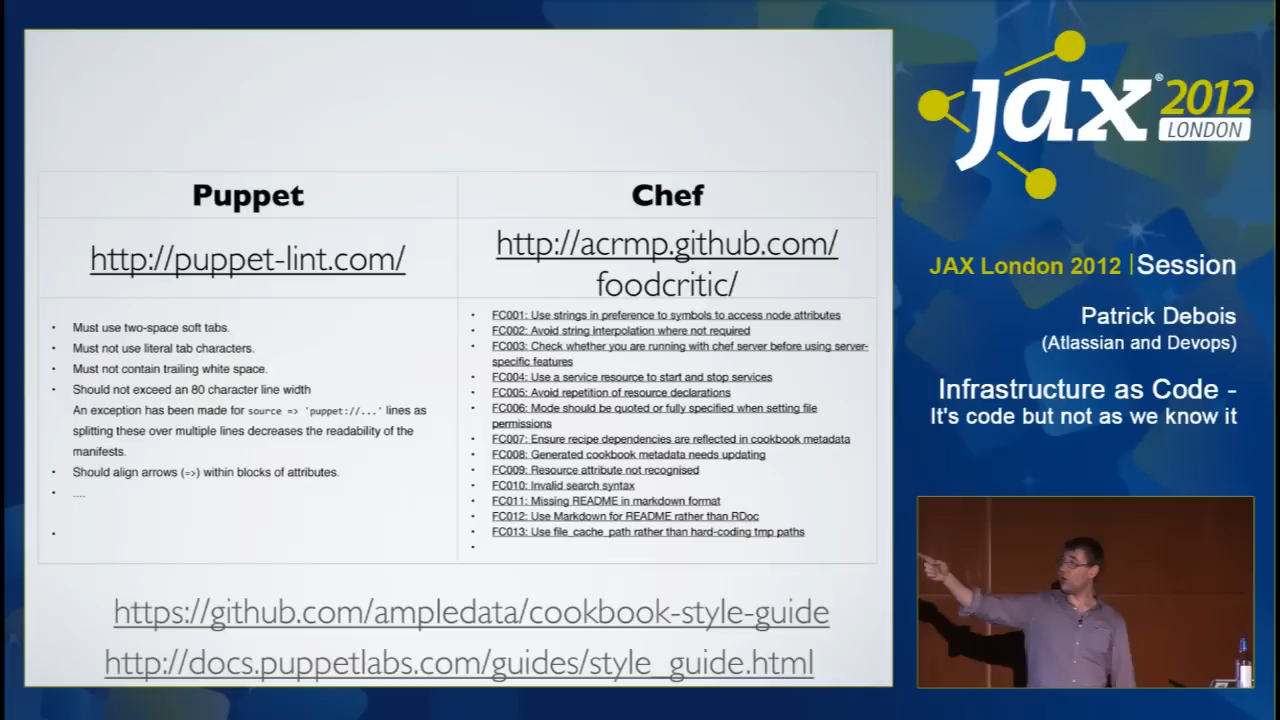 Puppet
Chef
http://puppet-lint.com/
http://acrmp.github.com/
foodcritic/
• Must use two-space soft tabs.
• Must not use literal tab characters.
• Must not contain trailing white space.
• Should not exceed an 80 character line width
An exception has been made for source => 'puppet://...' lines as
splitting these over multiple lines decreases the readability of the
manifests.
• Should align arrows (=>) within blocks of attributes.
• ....
•
• FC001: Use strings in preference to symbols to access node attributes
• FC002: Avoid string interpolation where not required
• FC003: Check whether you are running with chef server before using server-
specific features
• FC004: Use a service resource to start and stop services
• FC005: Avoid repetition of resource declarations
• FC006: Mode should be quoted or fully specified when setting file
permissions
• FC007: Ensure recipe dependencies are reflected in cookbook metadata
• FC008: Generated cookbook metadata needs updating
• FC009: Resource attribute not recognised
• FC010: Invalid search syntax
• FC011: Missing README in markdown format
• FC012: Use Markdown for README rather than RDoc
• FC013: Use file_cache_path rather than hard-coding tmp paths
•
https://github.com/ampledata/cookbook-style-guide
http://docs.puppetlabs.com/guides/style_guide.html
jax® 2012
LONDON
JAX London 2012 | Session
Patrick Debois
(Atlassian and Devops)
Infrastructure as Code -
It's code but not as we know it